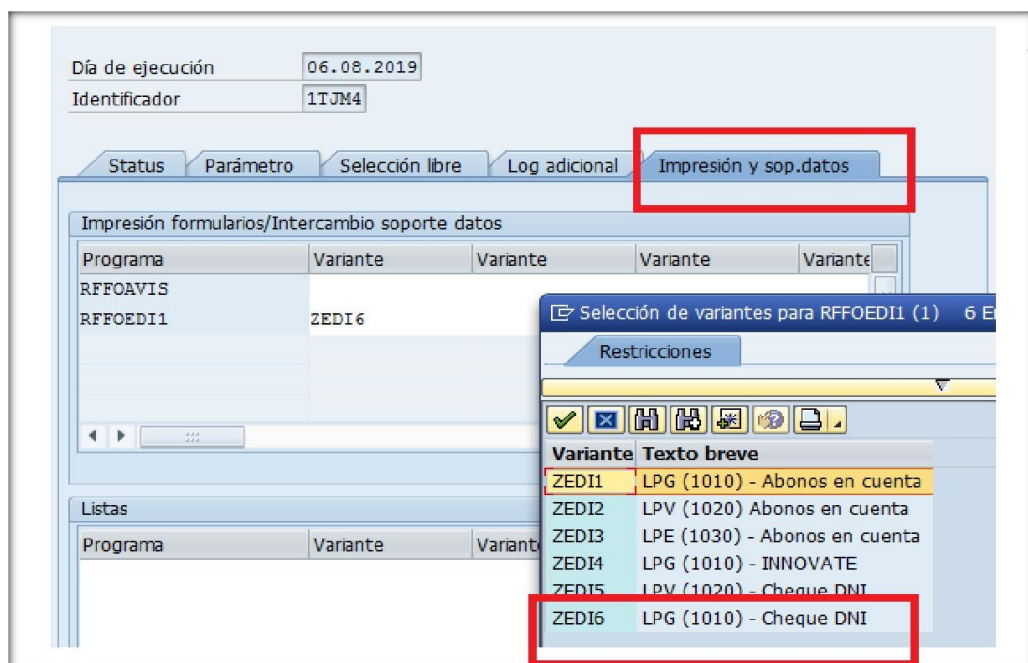 Día de ejecución 06.08.2019
Identificador 1TJM4
Status Parámetro Selección libre Log adicional Impresión y sop.datos
Impresión formularios/Intercambio soporte datos
Programa Variante Variante Variante Variante
RFFOAVIS
RFFOEDI1 ZEDI6
Selección de variantes para RFFOEDI1 (1) 6 E
Restricciones
Variante Texto breve
ZEDI1 LPG (1010) - Abonos en cuenta
ZEDI2 LPV (1020) Abonos en cuenta
ZEDI3 LPE (1030) - Abonos en cuenta
ZEDI4 LPG (1010) - INNOVATE
ZEDI5 LPV (1020) - Cheque DNI
ZEDI6 LPG (1010) - Cheque DNI
Listas
Programa Variante Variant